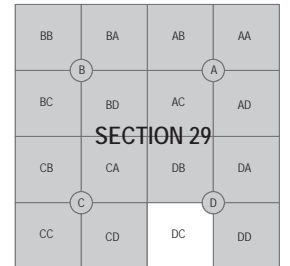 BB BA AB AA
B A
BC BD AC AD
SECTION 29
CB CA DB DA
C D
CC CD DC DD